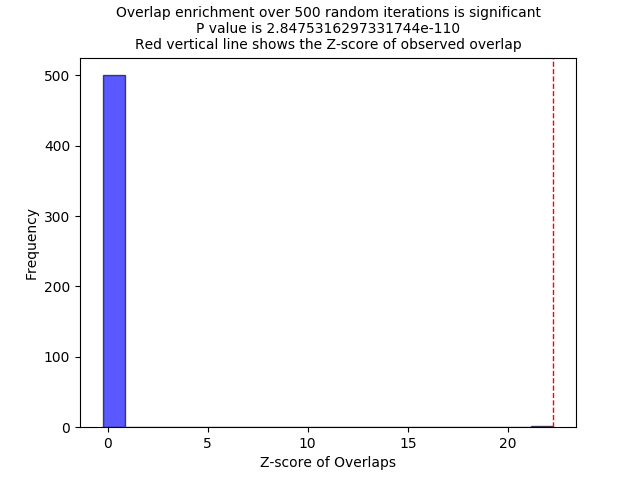 Overlap enrichment over 500 random iterations is significant
P value is 2.8475316297331744e-110
Red vertical line shows the Z-score of observed overlap
500
400
300
200
100
0
Frequency
0 5 10 15 20
Z-score of Overlaps